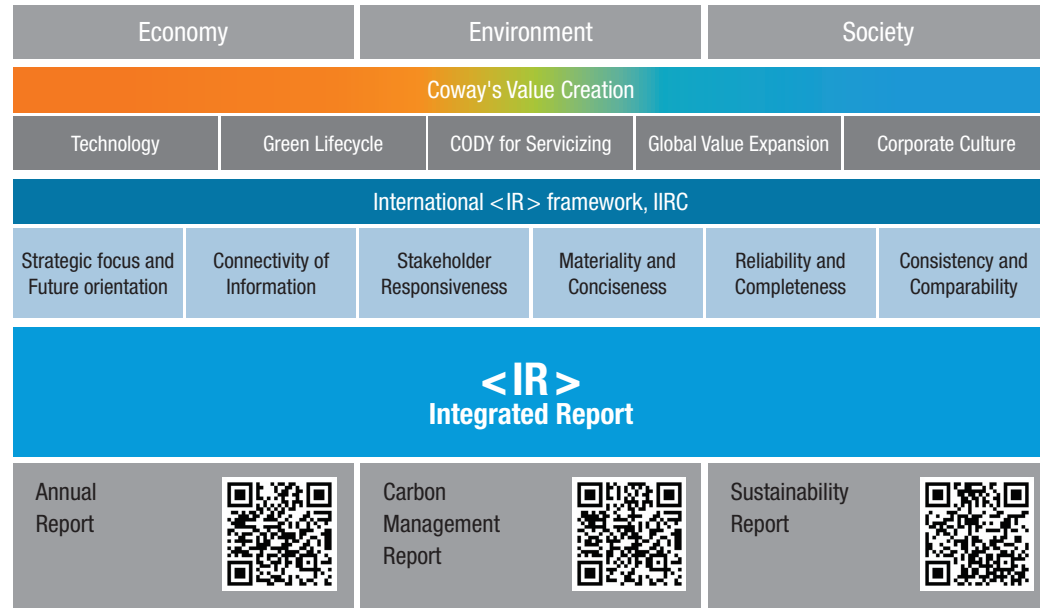 Economy
Environment
Society
Coway's Value Creation
Technology
Green Lifecycle
CODY for Servicizing
Global Value Expansion
Corporate Culture
International <IR> framework, IIRC
Strategic focus and
Future orientation
Connectivity of
Information
Stakeholder
Responsiveness
Materiality and
Conciseness
Reliability and
Completeness
Consistency and
Comparability
<IR>
Integrated Report
Annual
Report
Carbon
Management
Report
Sustainability
Report